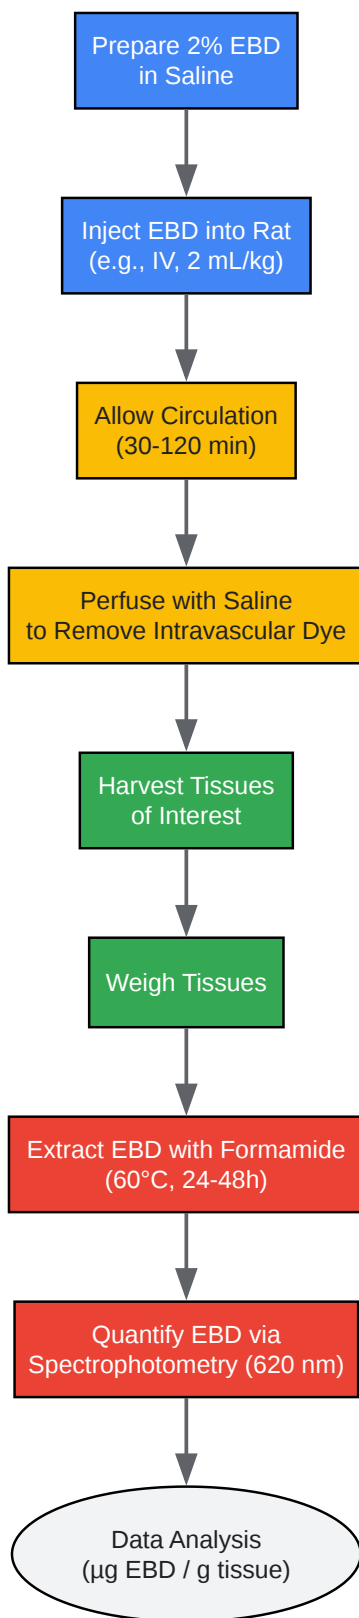 Prepare 2% EBD
in Saline
Inject EBD into Rat
(e.g., IV, 2 mL/kg)
Allow Circulation
(30-120 min)
Perfuse with Saline
to Remove Intravascular Dye
Harvest Tissues
of Interest
Weigh Tissues
Extract EBD with Formamide
(60°C, 24-48h)
Quantify EBD via
Spectrophotometry (620 nm)
Data Analysis
(µg EBD / g tissue)